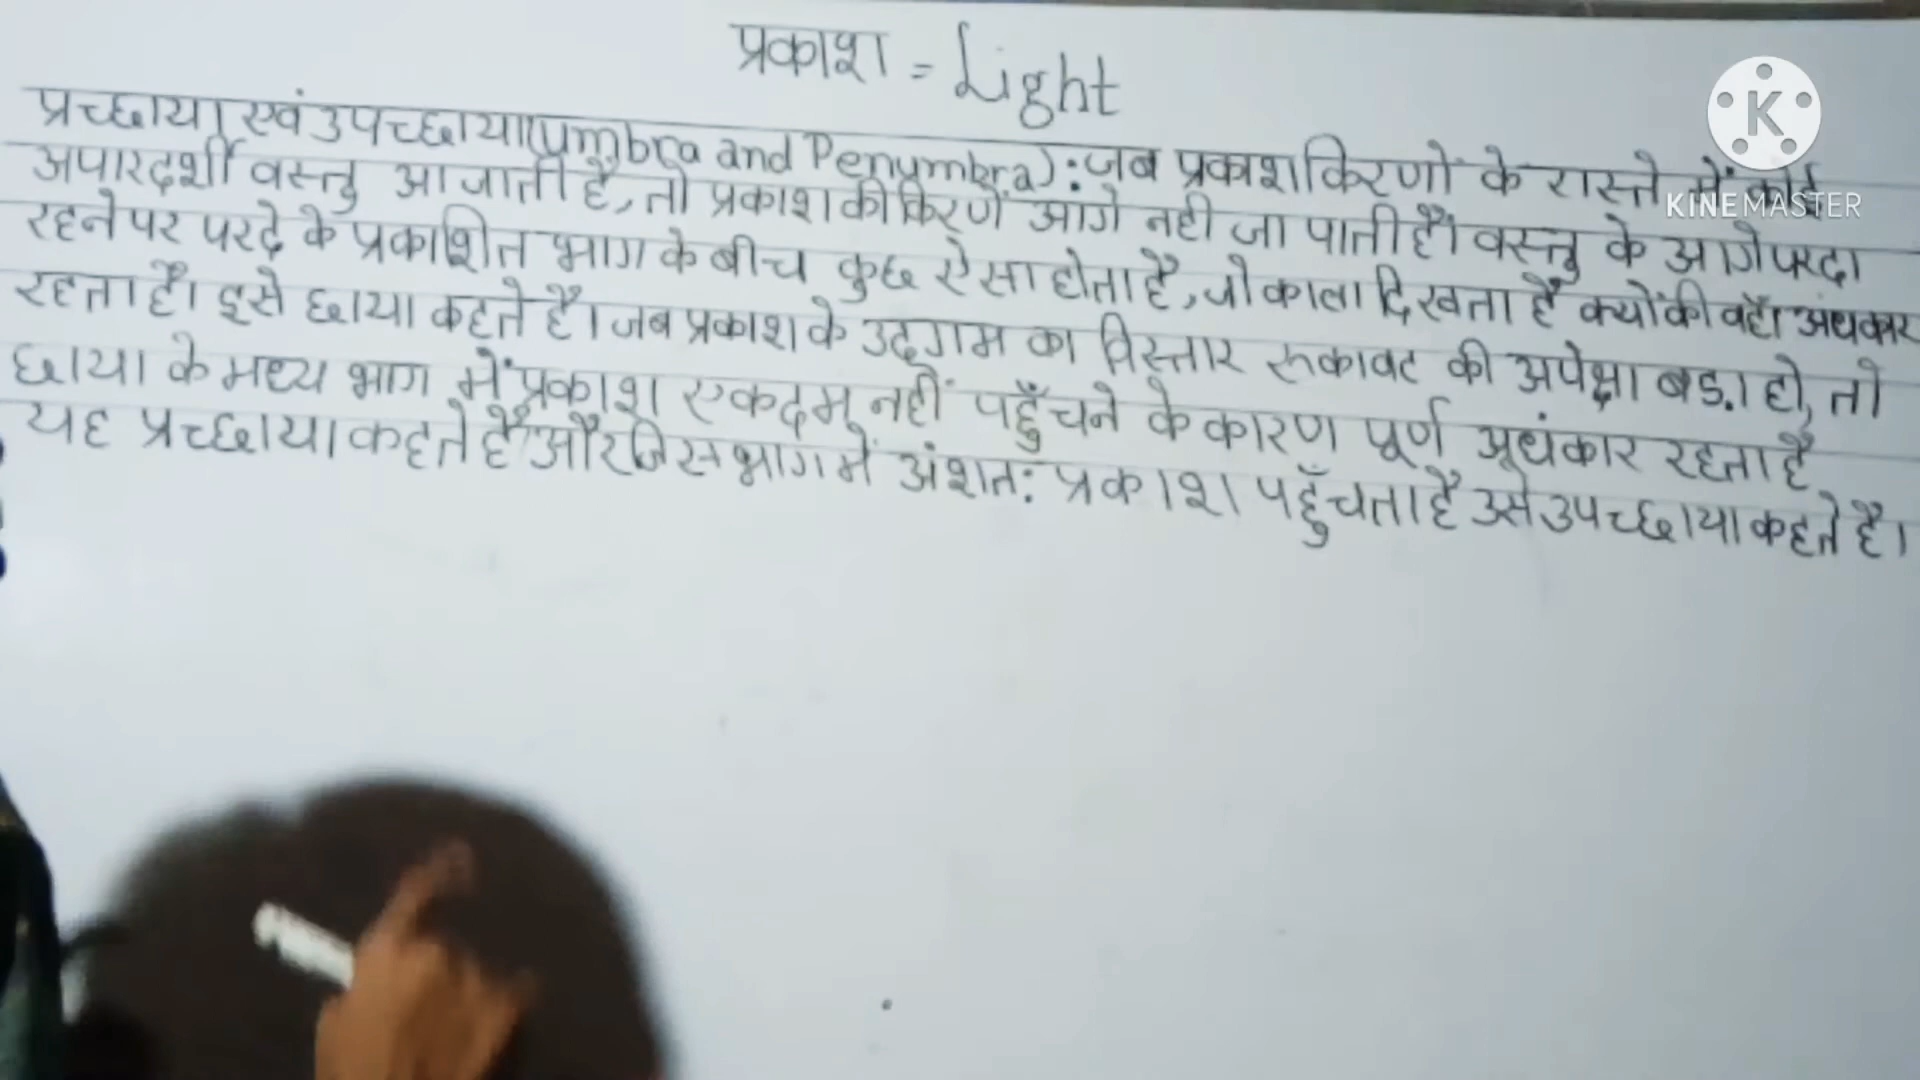 प्रकाश = Light
प्रच्छाया एवं उपच्छाया(Umbra and Penumbra):जब प्रकाश किरणों के रास्ते में कोई
अपारदर्शी वस्तु आ जाती है, तो प्रकाश की किरणें आगे नही जा पाती है। वस्तु के आगे परदा
रहने पर परदे के प्रकाशित भाग के बीच कुछ ऐसा होता है, जो काला दिखता है क्योंकी वहाँ अंधकार
रहता है। इसे छाया कहते है। जब प्रकाश के उदगम का विस्तार रूकावट की अपेक्षा बड़ा हो, तो
छाया के मध्य भाग में प्रकाश एकदम नहीं पहुँचने के कारण पूर्ण अधंकार रहता है
यह प्रच्छाया कहते है और जिस भाग में अंशत: प्रकाश पहुँचता है उसे उपच्छाया कहते है।
K
KINEMASTER